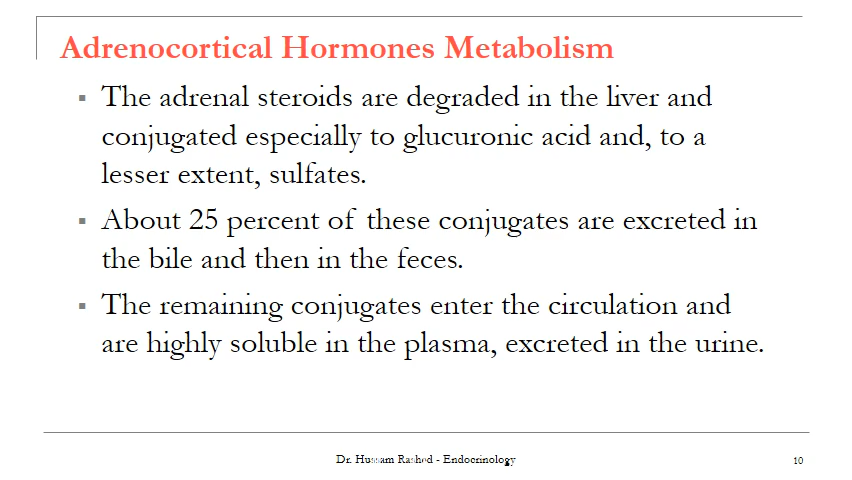 Adrenocortical Hormones Metabolism
▪ The adrenal steroids are degraded in the liver and
conjugated especially to glucuronic acid and, to a
lesser extent, sulfates.
▪ About 25 percent of these conjugates are excreted in
the bile and then in the feces.
▪ The remaining conjugates enter the circulation and
are highly soluble in the plasma, excreted in the urine.
Dr. Hussam Rashed - Endocrinology
10